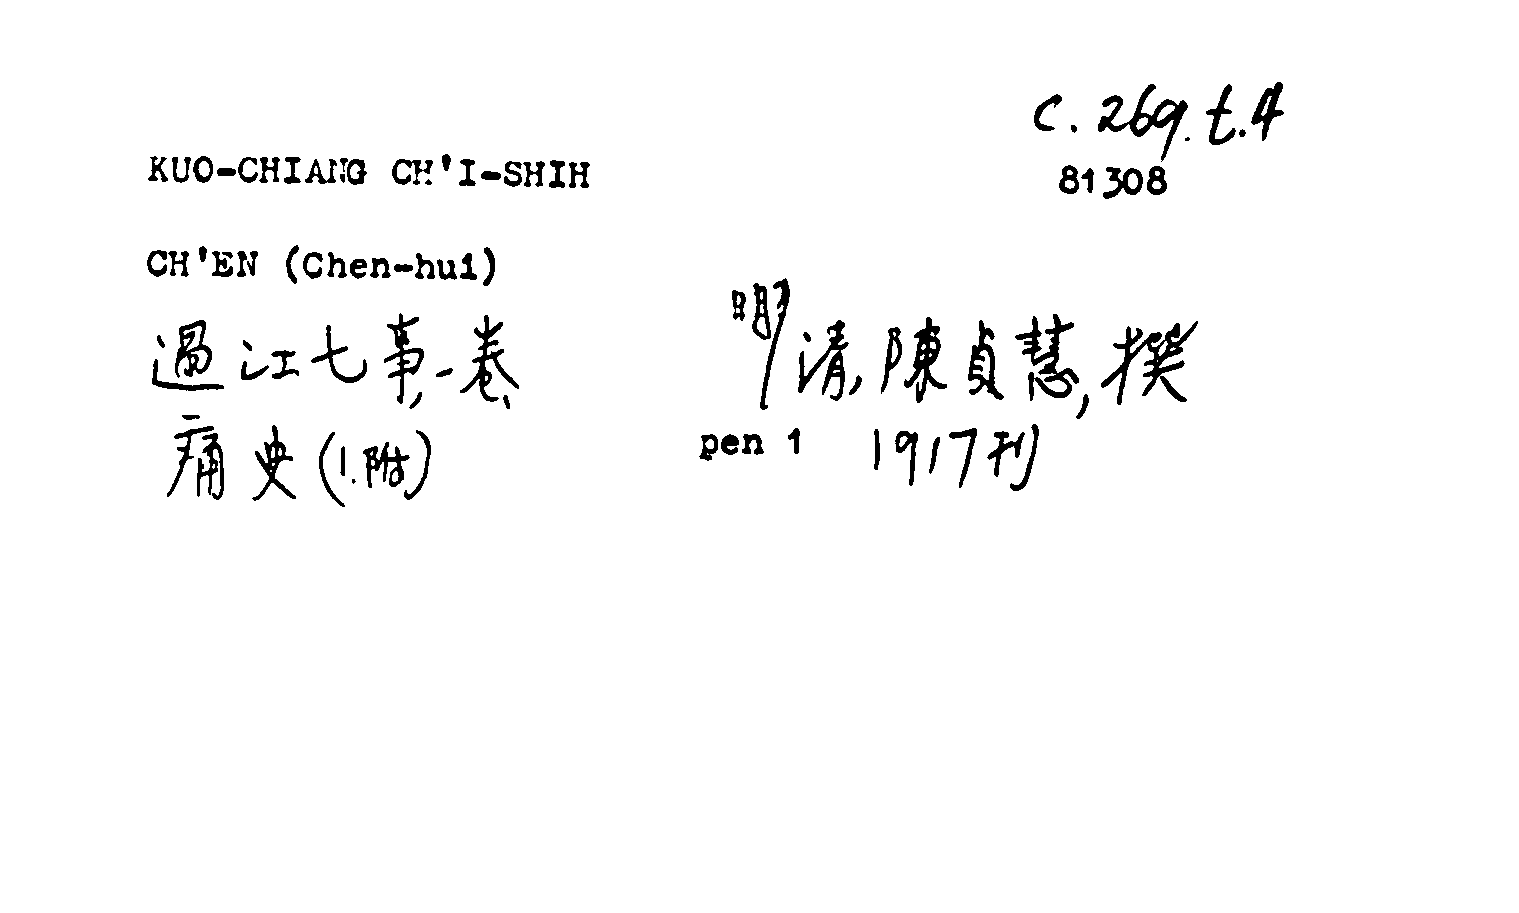 C. 269. t. 4
81308
KUO-CHIANG CH'I-SHIH
CH'EN (Chen-hui)
過江七事,一卷、 明清,陳貞慧,撰
痛史(1.附) pen 1 1917刊